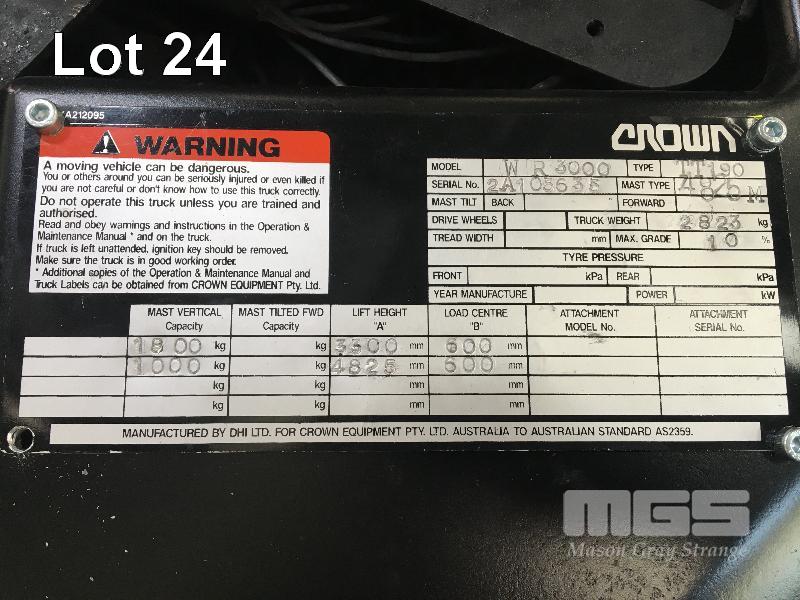 Lot 24
A212095
WARNING
A moving vehicle can be dangerous.
You or others around you can be seriously injured or even killed if
you are not careful or don't know how to use this truck correctly.
Do not operate this truck unless you are trained and
authorised.
Read and obey warnings and instructions in the Operation &
Maintenance Manual * and on the truck.
If truck is left unattended, ignition key should be removed.
Make sure the truck is in good working order.
* Additional copies of the Operation & Maintenance Manual and
Truck Labels can be obtained from CROWN EQUIPMENT Pty. Ltd.
CROWN
MODEL WR3000 TYPE TT190
SERIAL No. MAST TYPE
MAST TILT BACK ° FORWARD
DRIVE WHEELS TRUCK WEIGHT 2823 kg
TREAD WIDTH mm MAX. GRADE 10 %
TYRE PRESSURE
FRONT kPa REAR kPa
YEAR MANUFACTURE POWER kW
MAST VERTICAL Capacity MAST TILTED FWD Capacity LIFT HEIGHT "A" LOAD CENTRE "B" ATTACHMENT MODEL No. ATTACHMENT SERIAL No.
1800 kg kg 3300 mm 600 mm
1000 kg kg 4825 mm 600 mm
kg kg mm mm
kg kg mm mm
MANUFACTURED BY DHI LTD. FOR CROWN EQUIPMENT PTY. LTD. AUSTRALIA TO AUSTRALIAN STANDARD AS2359.
MGS
Mason Gray Strange